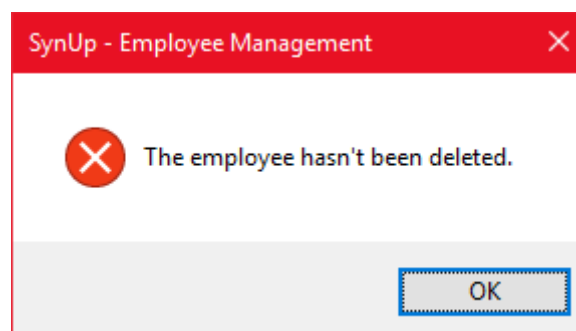 SynUp - Employee Management
The employee hasn't been deleted.
OK